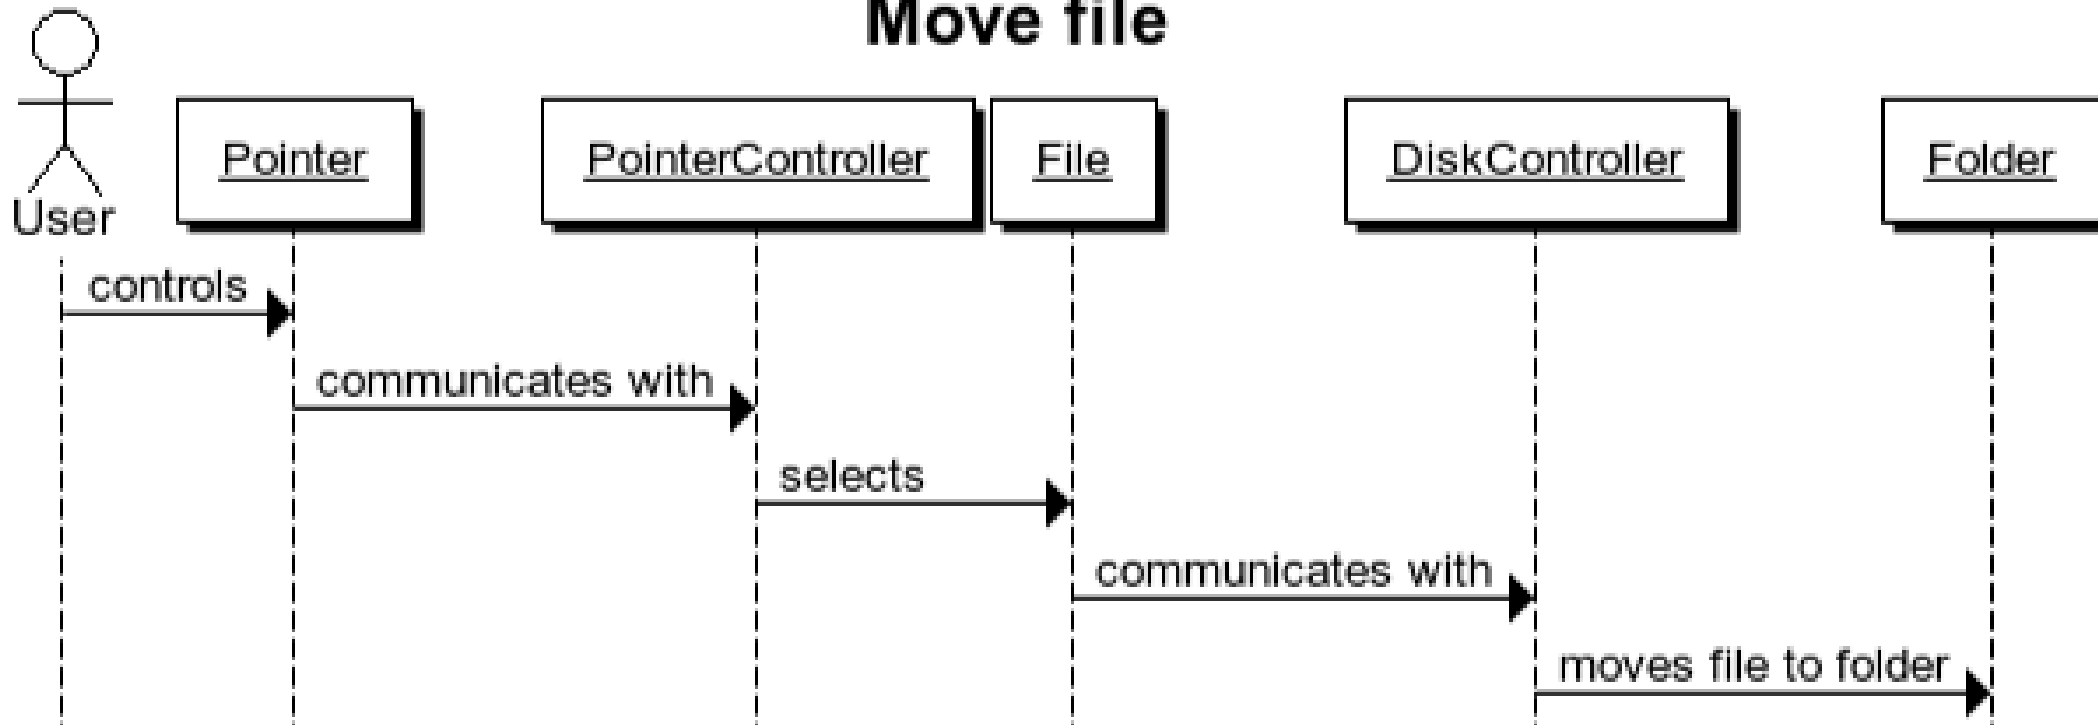 Move file
User
Pointer
PointerController
File
DiskController
Folder
controls
communicates with
selects
communicates with
moves file to folder